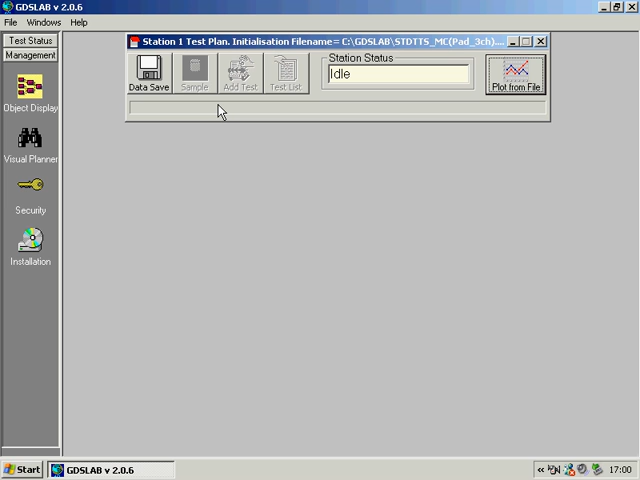 GDSLAB v 2.0.6
File Windows Help
Test Status
Management
Object Display
Visual Planner
Security
Installation
Station 1 Test Plan. Initialisation Filename= C:\GDSLAB\STDTTS_MC(Pad_3ch)....
Data Save
Sample
Add Test
Test List
Station Status
Idle
Plot from File
Start
GDSLAB v 2.0.6
17:00